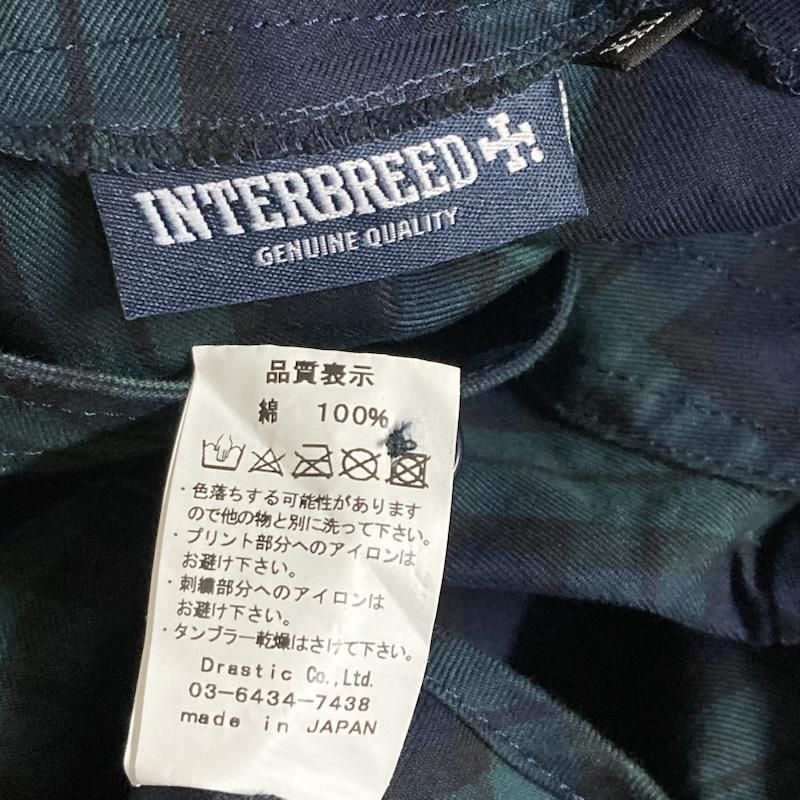 INTERBREED
GENUINE QUALITY
品質表示
綿 100%
・色落ちする可能性があります
ので他の物と別に洗って下さい。
・プリント部分へのアイロンは
お避け下さい。
・刺繍部分へのアイロンは
お避け下さい。
・タンブラー乾燥はさけて下さい。
Drastic Co.,Ltd.
03-6434-7438
made in JAPAN